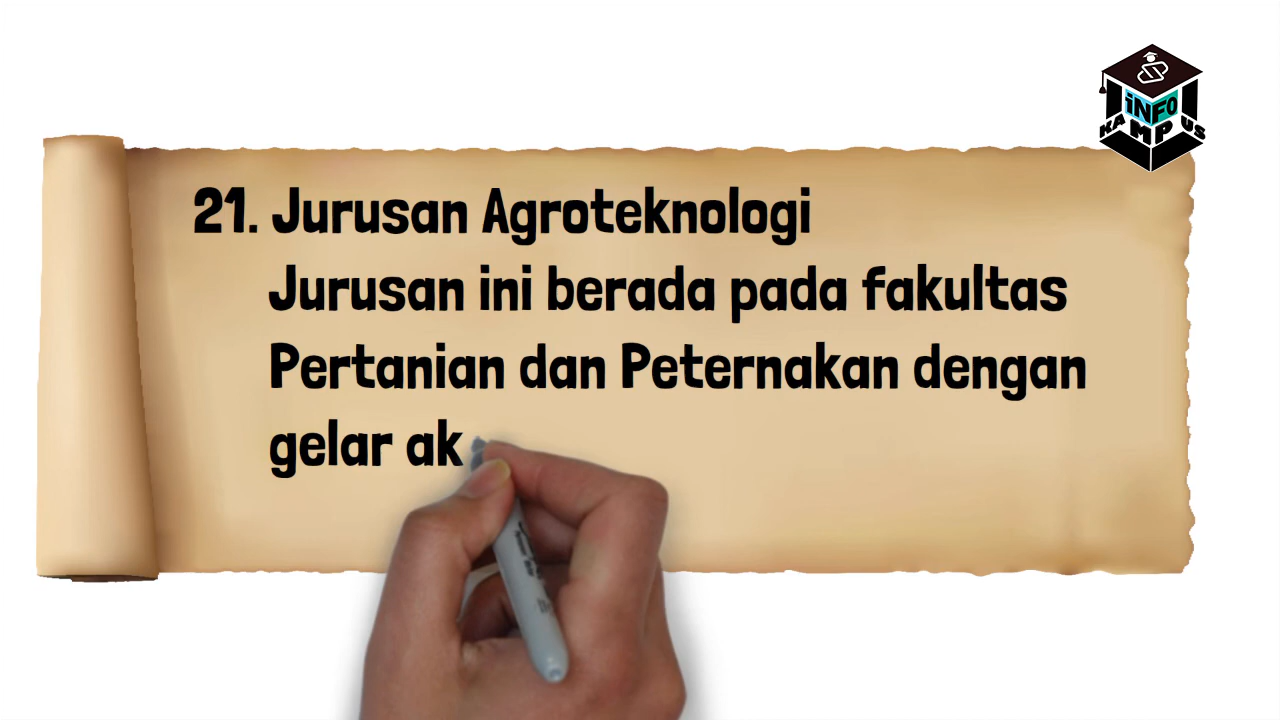 iNFO
KAMPUS
21. Jurusan Agroteknologi
Jurusan ini berada pada fakultas
Pertanian dan Peternakan dengan
gelar ak